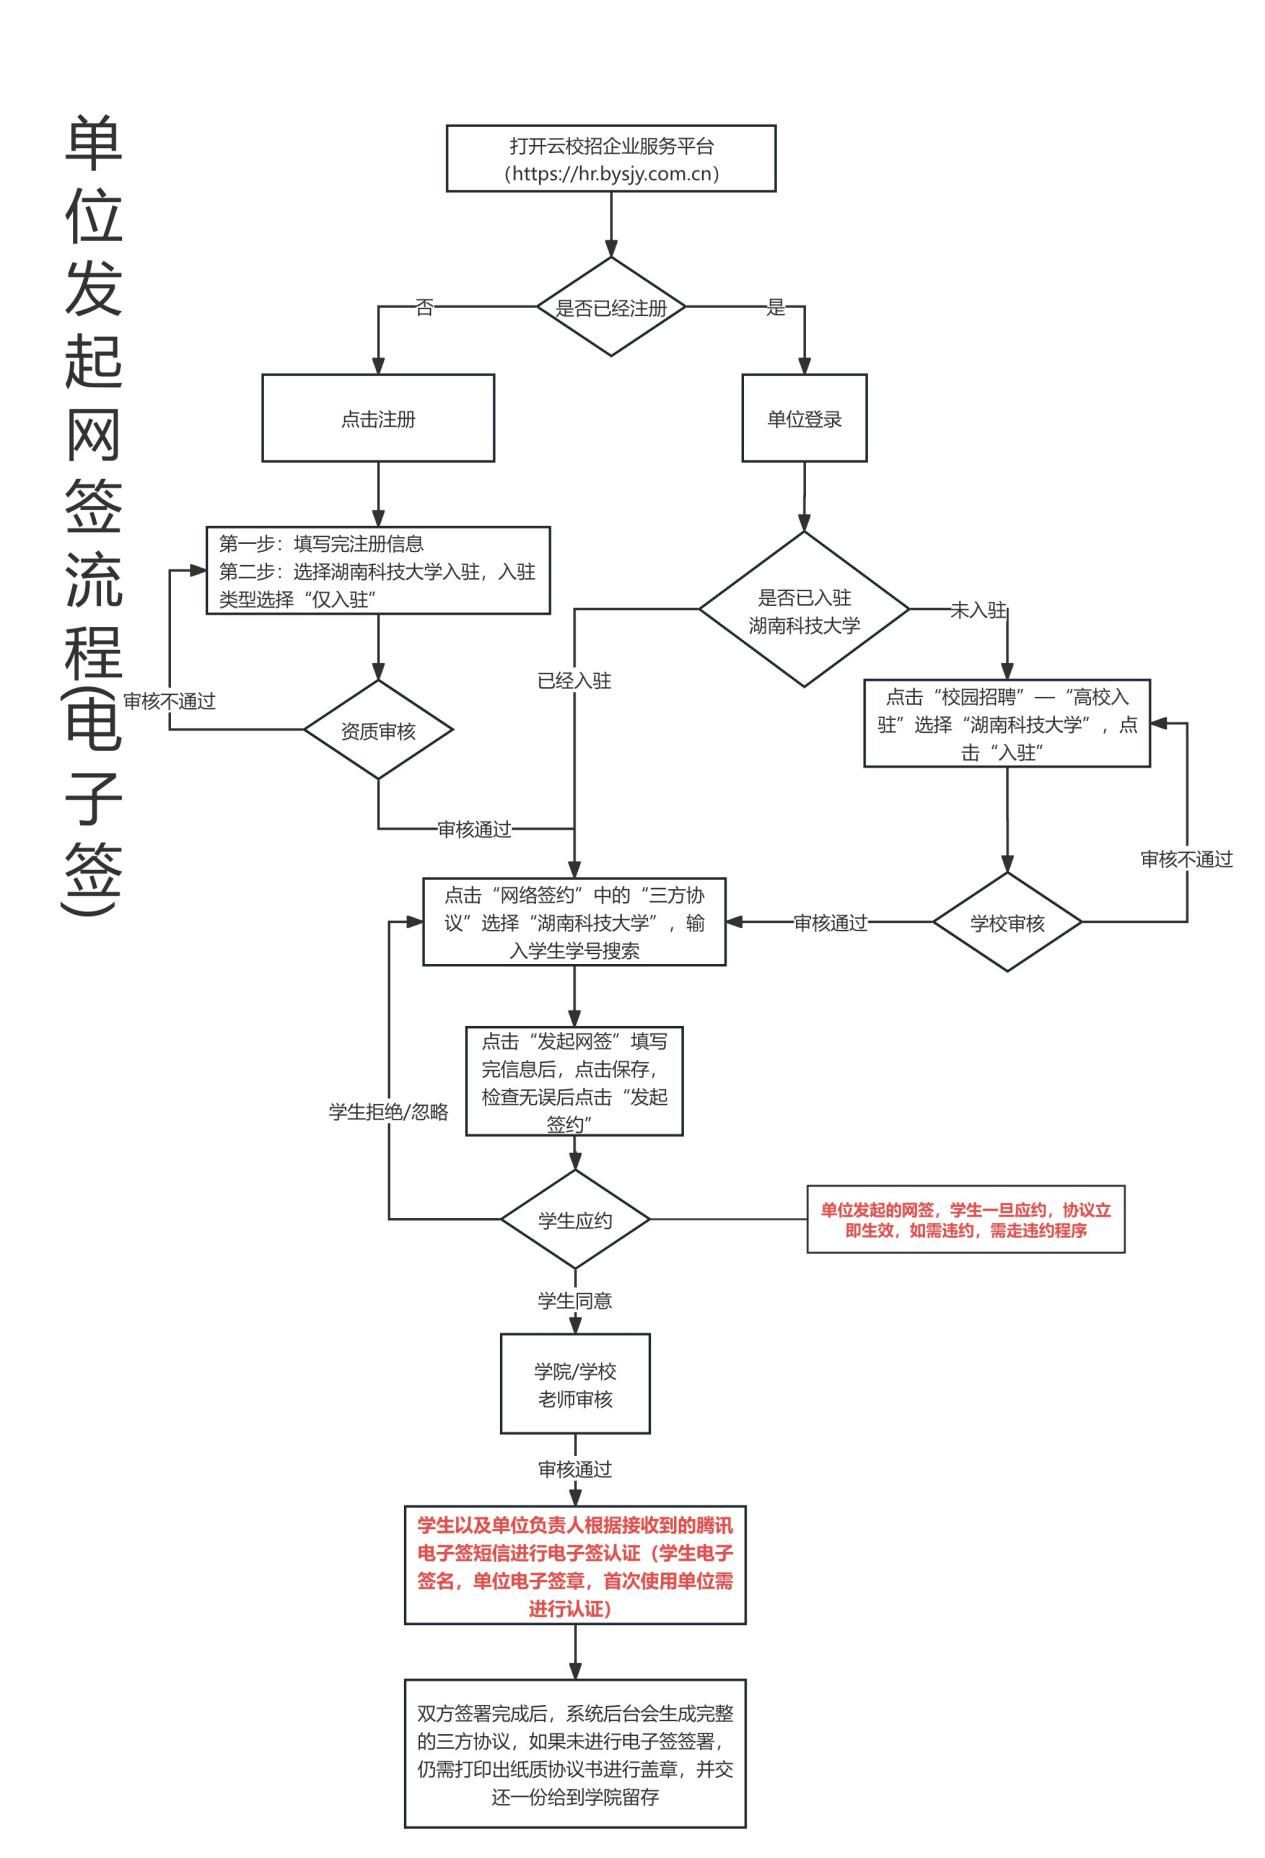 单位发起网签流程(电子签)
打开云校招企业服务平台
（https://hr.bysjy.com.cn）
是否已经注册
否
是
点击注册
单位登录
第一步：填写完注册信息
第二步：选择湖南科技大学入驻，入驻
类型选择“仅入驻”
是否已入驻
湖南科技大学
未入驻
已经入驻
审核不通过
资质审核
点击“校园招聘”—“高校入
驻”选择“湖南科技大学”，点
击“入驻”
审核通过
审核不通过
点击“网络签约”中的“三方协
议”选择“湖南科技大学”，输
入学生学号搜索
审核通过
学校审核
点击“发起网签”填写
完信息后，点击保存，
检查无误后点击“发起
签约”
学生拒绝/忽略
学生应约
单位发起的网签，学生一旦应约，协议立
即生效，如需违约，需走违约程序
学生同意
学院/学校
老师审核
审核通过
学生以及单位负责人根据接收到的腾讯
电子签短信进行电子签认证（学生电子
签名，单位电子签章，首次使用单位需
进行认证）
双方签署完成后，系统后台会生成完整
的三方协议，如果未进行电子签签署，
仍需打印出纸质协议书进行盖章，并交
还一份给到学院留存